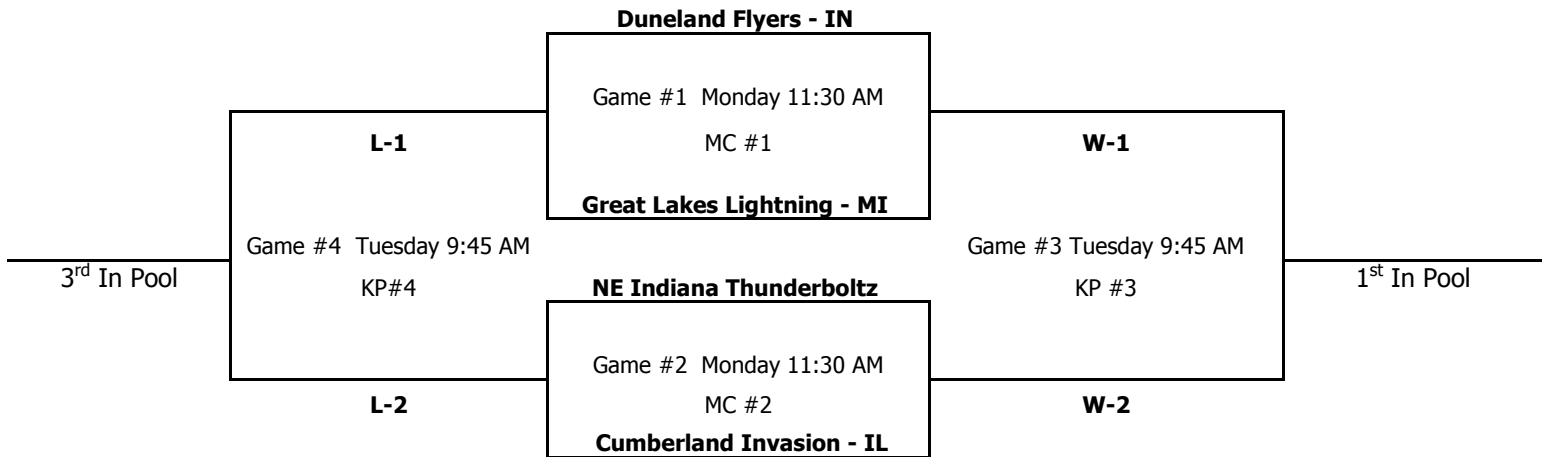 Duneland Flyers - IN
Game #1 Monday 11:30 AM
L-1
MC #1
W-1
Great Lakes Lightning - MI
Game #4 Tuesday 9:45 AM
Game #3 Tuesday 9:45 AM
3rd In Pool
KP#4
NE Indiana Thunderboltz
KP #3
1st In Pool
Game #2 Monday 11:30 AM
L-2
MC #2
W-2
Cumberland Invasion - IL